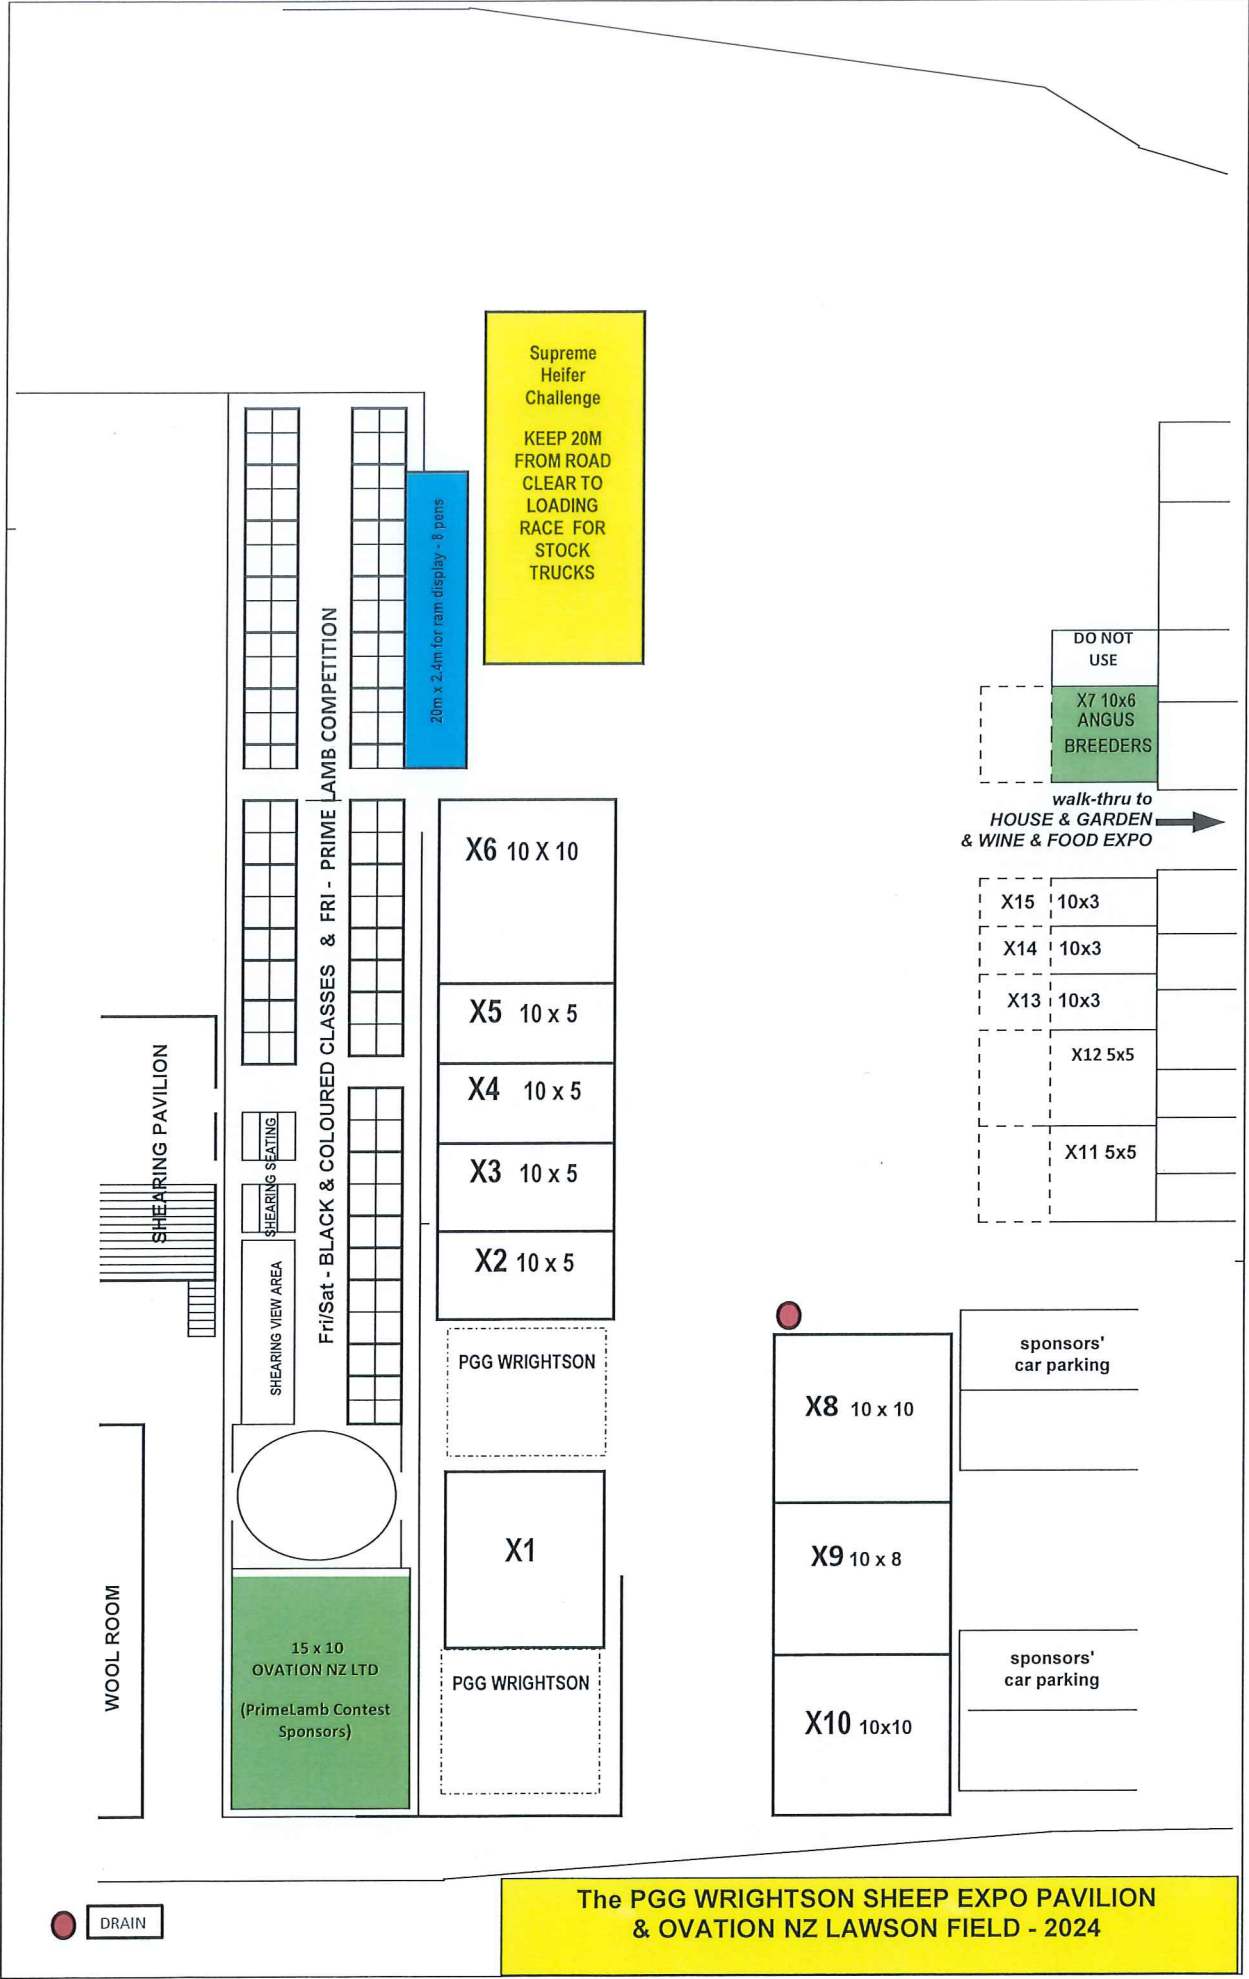 Supreme
Heifer
Challenge
KEEP 20M
FROM ROAD
CLEAR TO
LOADING
RACE FOR
STOCK
TRUCKS
20m x 2.4m for ram display - 8 pens
Fri/Sat - BLACK & COLOURED CLASSES & FRI - PRIME LAMB COMPETITION
DO NOT
USE
X7 10x6
ANGUS
BREEDERS
walk-thru to
HOUSE & GARDEN
& WINE & FOOD EXPO
X6 10 X 10
X5 10 x 5
X4 10 x 5
X3 10 x 5
X2 10 x 5
X15 10x3
X14 10x3
X13 10x3
X12 5x5
X11 5x5
SHEARING PAVILION
SHEARING SEATING
SHEARING VIEW AREA
PGG WRIGHTSON
X1
PGG WRIGHTSON
X8 10 x 10
X9 10 x 8
X10 10x10
sponsors'
car parking
sponsors'
car parking
WOOL ROOM
15 x 10
OVATION NZ LTD
(PrimeLamb Contest
Sponsors)
DRAIN
The PGG WRIGHTSON SHEEP EXPO PAVILION
& OVATION NZ LAWSON FIELD - 2024